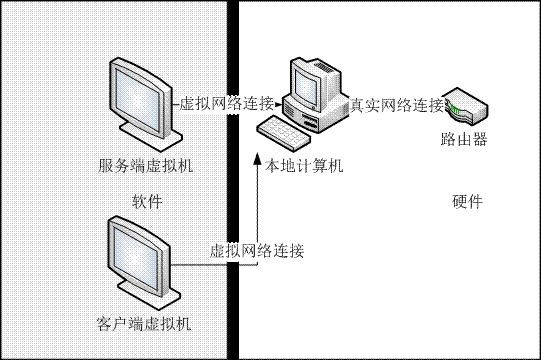 虚拟网络连接
真实网络连接
服务端虚拟机
本地计算机
路由器
软件
硬件
虚拟网络连接
客户端虚拟机